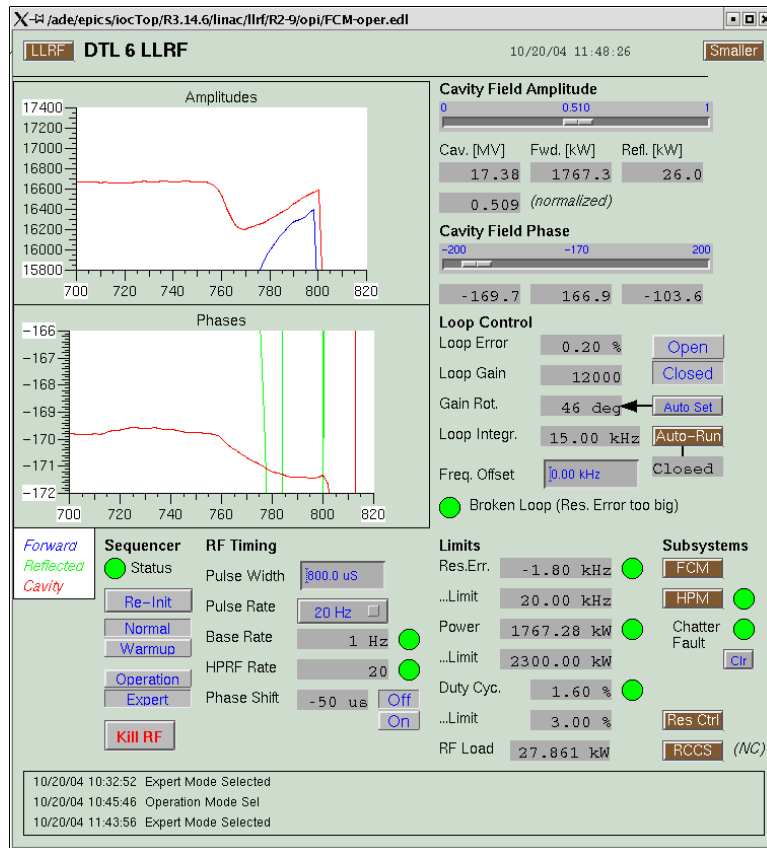 X /ade/epics/iocTop/R3.14.6/linac/llrf/R2-9/opi/FCM-oper.edl
LLRF DTL 6 LLRF 10/20/04 11:48:26 Smaller
Amplitudes
17400
17200
17000
16800
16600
16400
16200
16000
15800
700 720 740 760 780 800 820
Phases
-166
-167
-168
-169
-170
-171
-172
700 720 740 760 780 800 820
Cavity Field Amplitude
0 0.510 1
Cav. [MV] Fwd. [kW] Refl. [kW]
17.38 1767.3 26.0
0.509 (normalized)
Cavity Field Phase
-200 -170 200
-169.7 166.9 -103.6
Loop Control
Loop Error 0.20 % Open
Loop Gain 12000 Closed
Gain Rot. 46 deg Auto Set
Loop Integr. 15.00 kHz Auto-Run
Freq. Offset 0.00 kHz Closed
Broken Loop (Res. Error too big)
Forward
Reflected
Cavity
Sequencer
Status
Re-Init
Normal
Warmup
Operation
Expert
Kill RF
RF Timing
Pulse Width 800.0 uS
Pulse Rate 20 Hz
Base Rate 1 Hz
HPRF Rate 20
Phase Shift -50 us Off
On
Limits
Res.Err. -1.80 kHz
...Limit 20.00 kHz
Power 1767.28 kW
...Limit 2300.00 kW
Duty Cyc. 1.60 %
...Limit 3.00 %
RF Load 27.861 kW
Subsystems
FCM
HPM
Chatter
Fault
Clr
Res Ctrl
RCCS (NC)
10/20/04 10:32:52 Expert Mode Selected
10/20/04 10:45:46 Operation Mode Sel
10/20/04 11:43:56 Expert Mode Selected